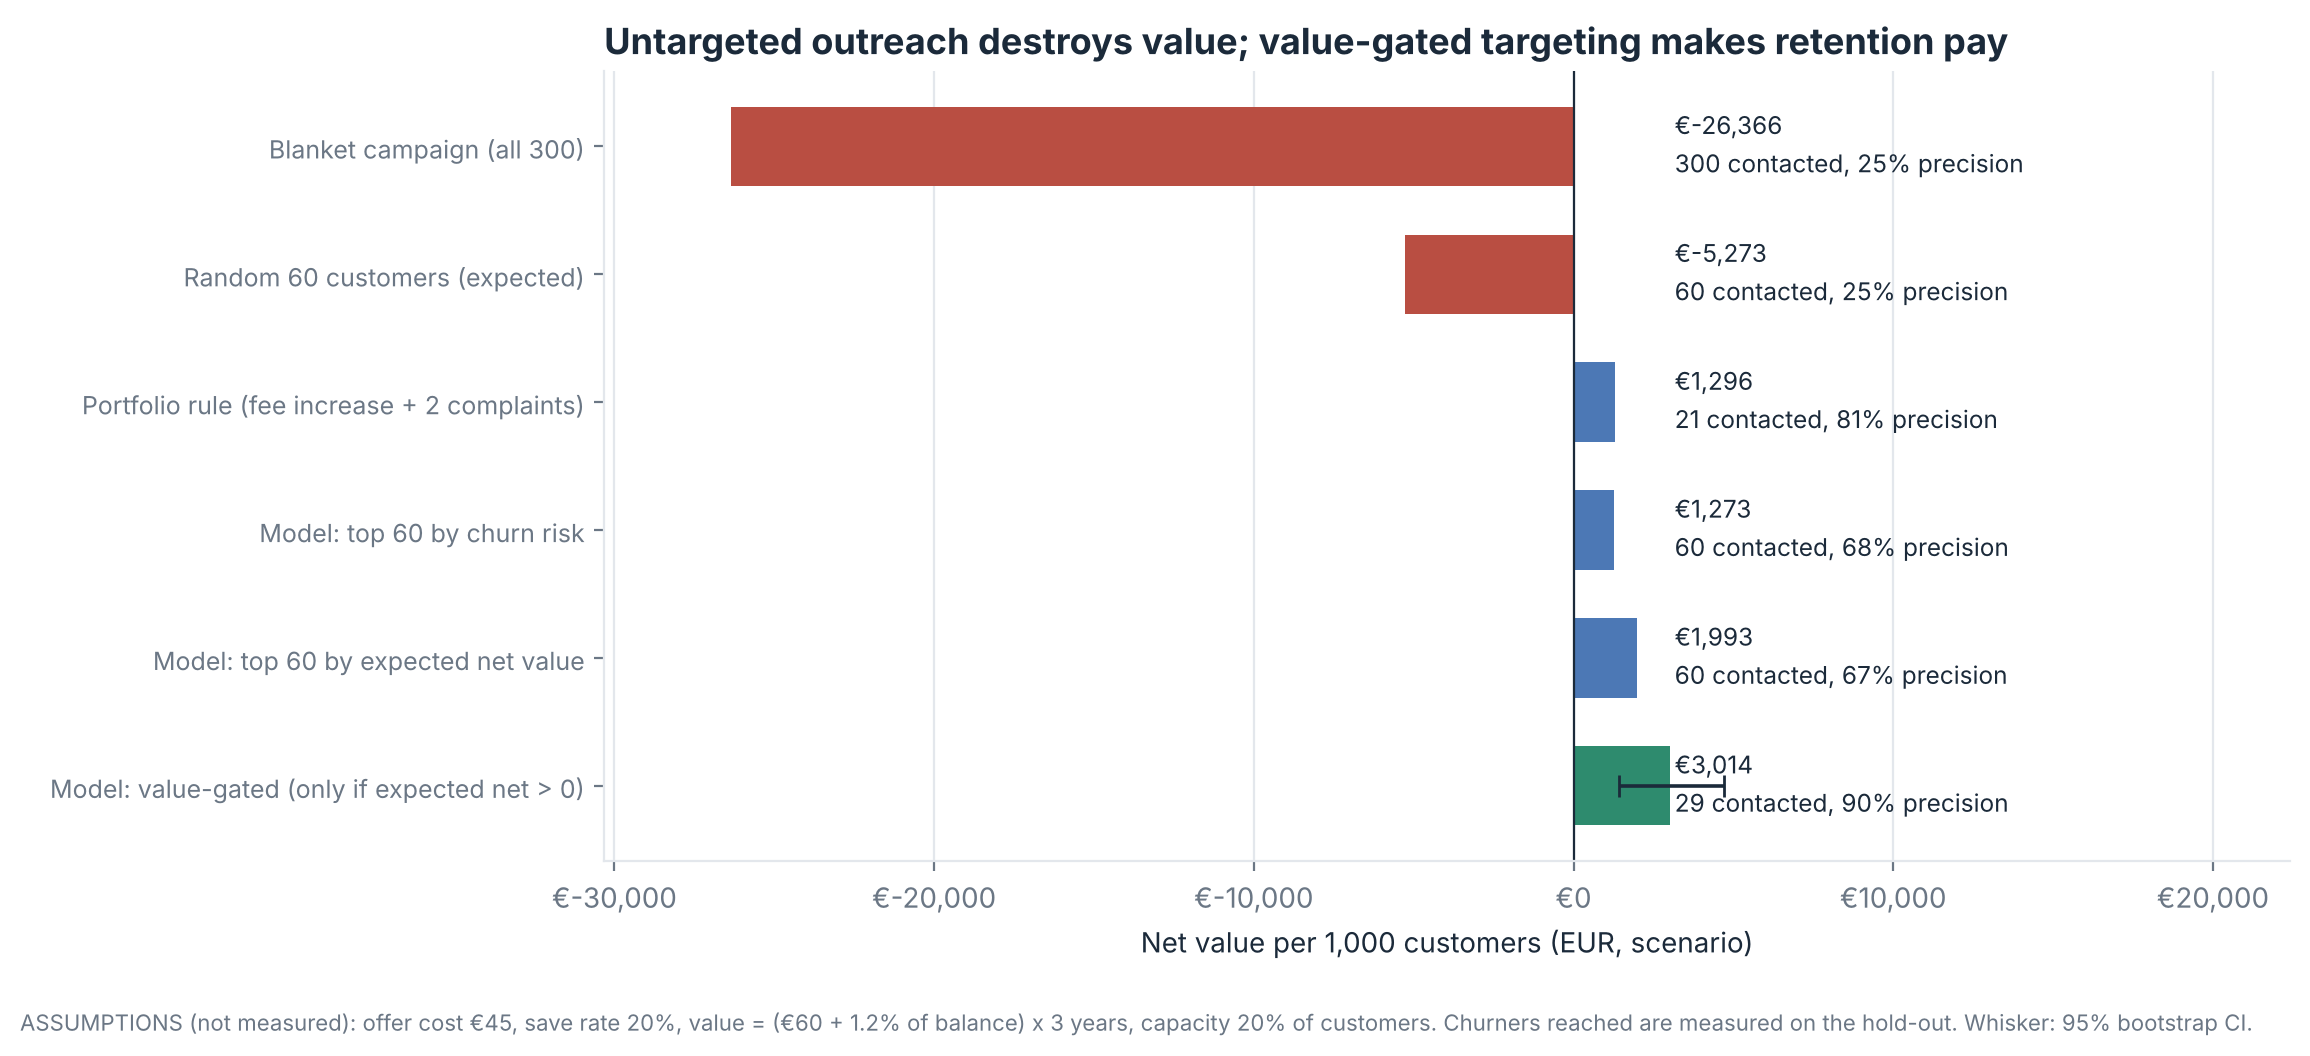 Untargeted outreach destroys value; value-gated targeting makes retention pay
Blanket campaign (all 300)
€-26,366
300 contacted, 25% precision
Random 60 customers (expected)
€-5,273
60 contacted, 25% precision
Portfolio rule (fee increase + 2 complaints)
€1,296
21 contacted, 81% precision
Model: top 60 by churn risk
€1,273
60 contacted, 68% precision
Model: top 60 by expected net value
€1,993
60 contacted, 67% precision
Model: value-gated (only if expected net > 0)
€3,014
29 contacted, 90% precision
€-30,000
€-20,000
€-10,000
€0
€10,000
€20,000
Net value per 1,000 customers (EUR, scenario)
ASSUMPTIONS (not measured): offer cost €45, save rate 20%, value = (€60 + 1.2% of balance) x 3 years, capacity 20% of customers. Churners reached are measured on the hold-out. Whisker: 95% bootstrap CI.